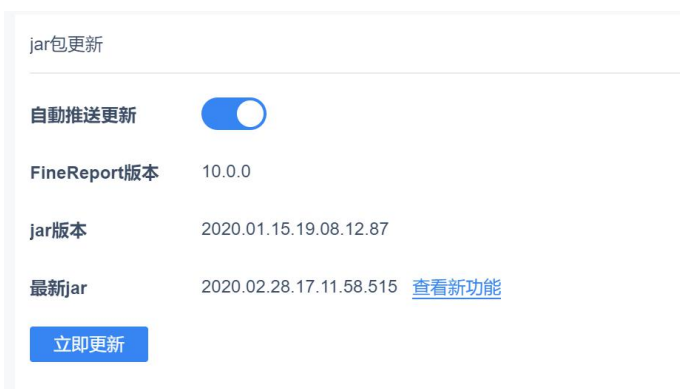 jar包更新
自動推送更新
FineReport版本 10.0.0
jar版本 2020.01.15.19.08.12.87
最新jar 2020.02.28.17.11.58.515 查看新功能
立即更新